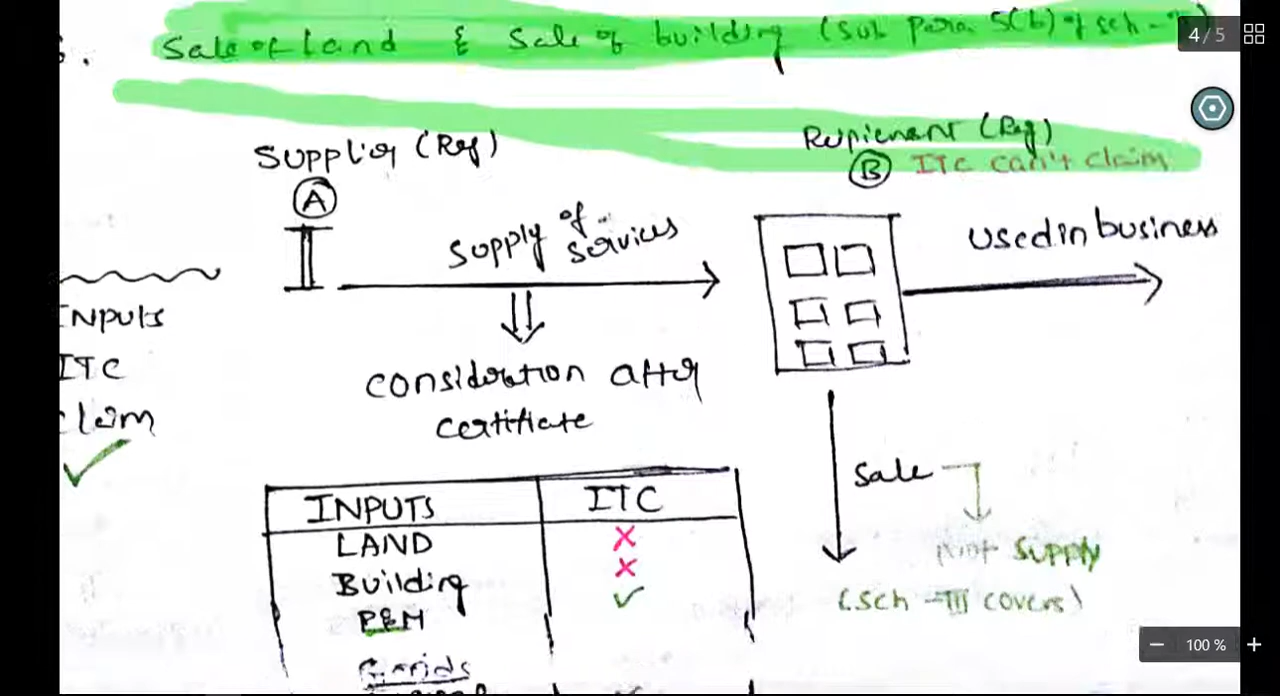 Sale of Land & Sale of building (Sub para 5(b) of sch-
4 / 5
Supplier (Reg)
A
Supply of services
consideration after
certificate
Recipienant (Reg)
B ITC can't claim
used in business
INPUTS
ITC
claim
INPUTS ITC
LAND X
Building X
P&M ✓
Goods
Sale
Not Supply
(Sch - III covers)
100 %